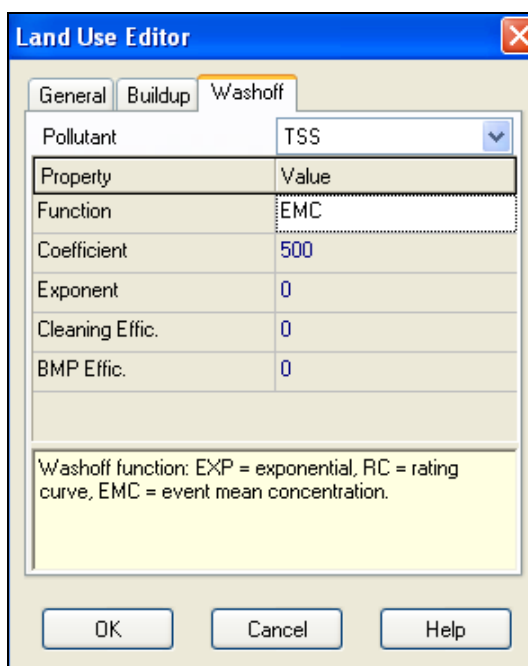 Land Use Editor
General Buildup Washoff
Pollutant TSS
Property Value
Function EMC
Coefficient 500
Exponent 0
Cleaning Effic. 0
BMP Effic. 0
Washoff function: EXP = exponential, RC = rating
curve, EMC = event mean concentration.
OK Cancel Help